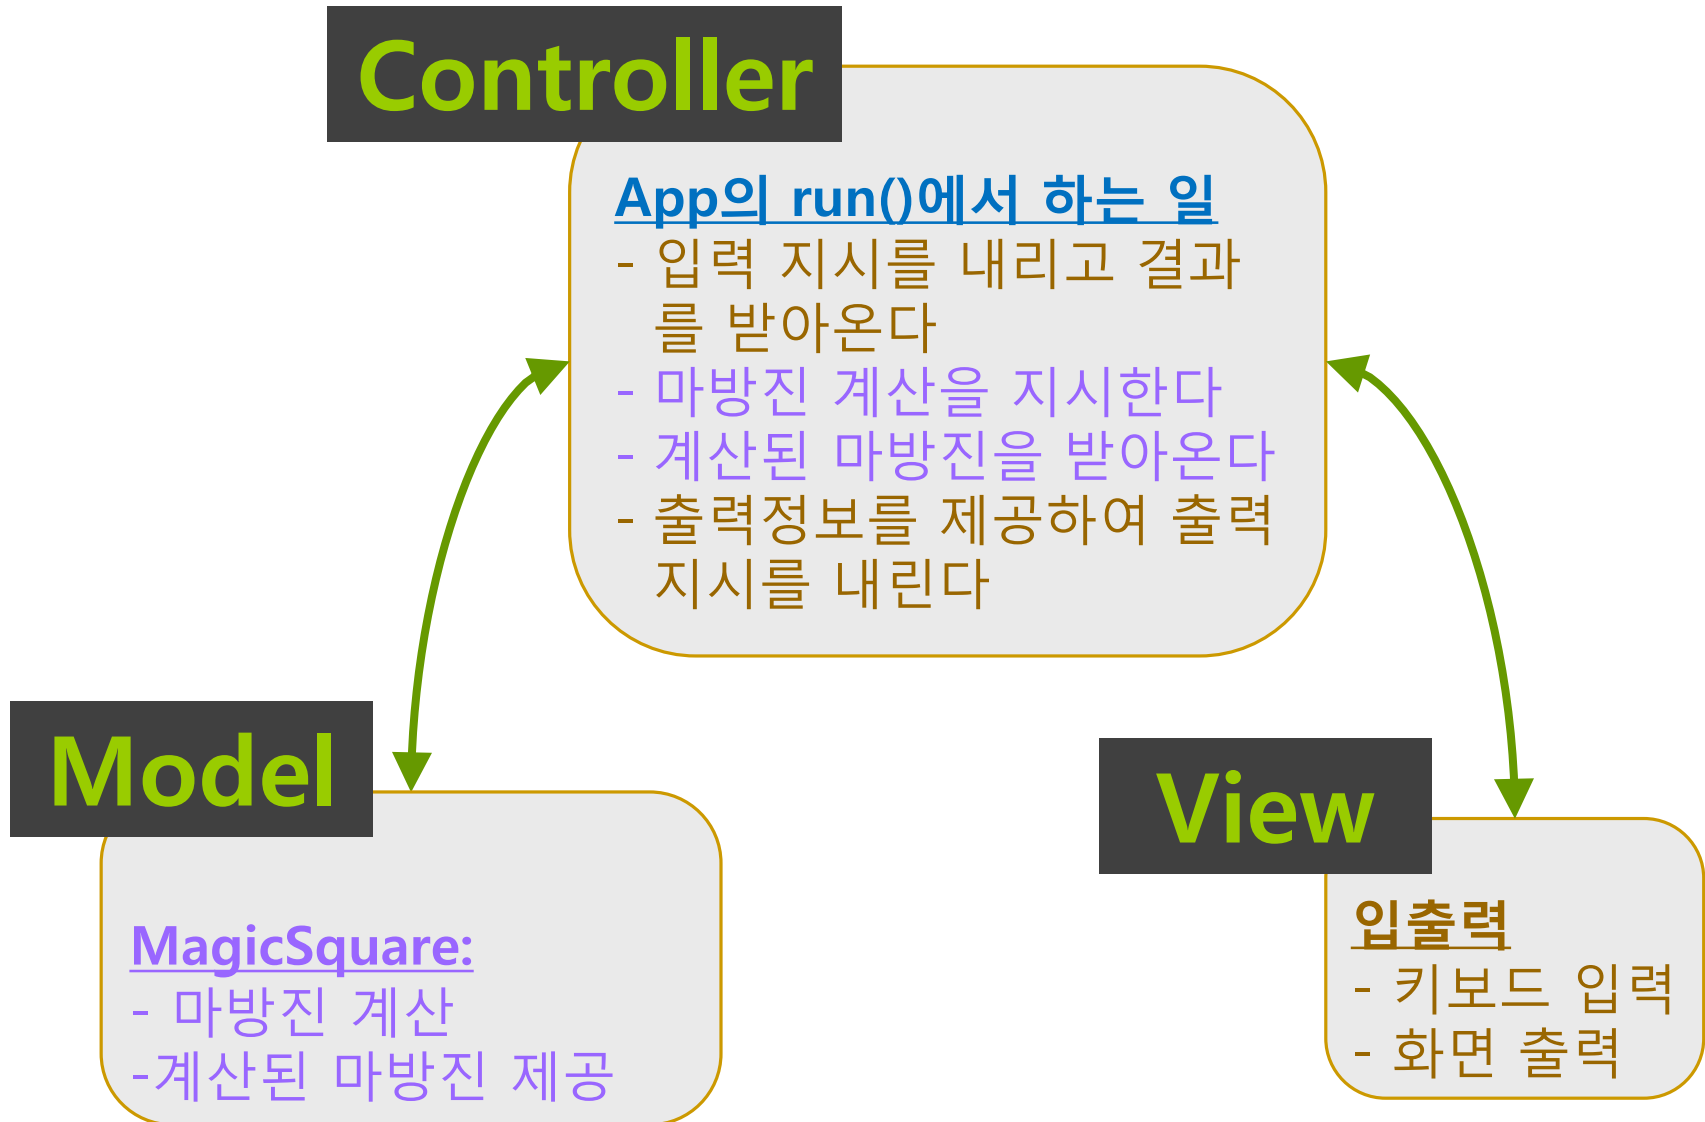 Controller
App의 run()에서 하는 일
- 입력 지시를 내리고 결과
를 받아온다
- 마방진 계산을 지시한다
- 계산된 마방진을 받아온다
- 출력정보를 제공하여 출력
지시를 내린다
Model
MagicSquare:
- 마방진 계산
-계산된 마방진 제공
View
입출력
- 키보드 입력
- 화면 출력